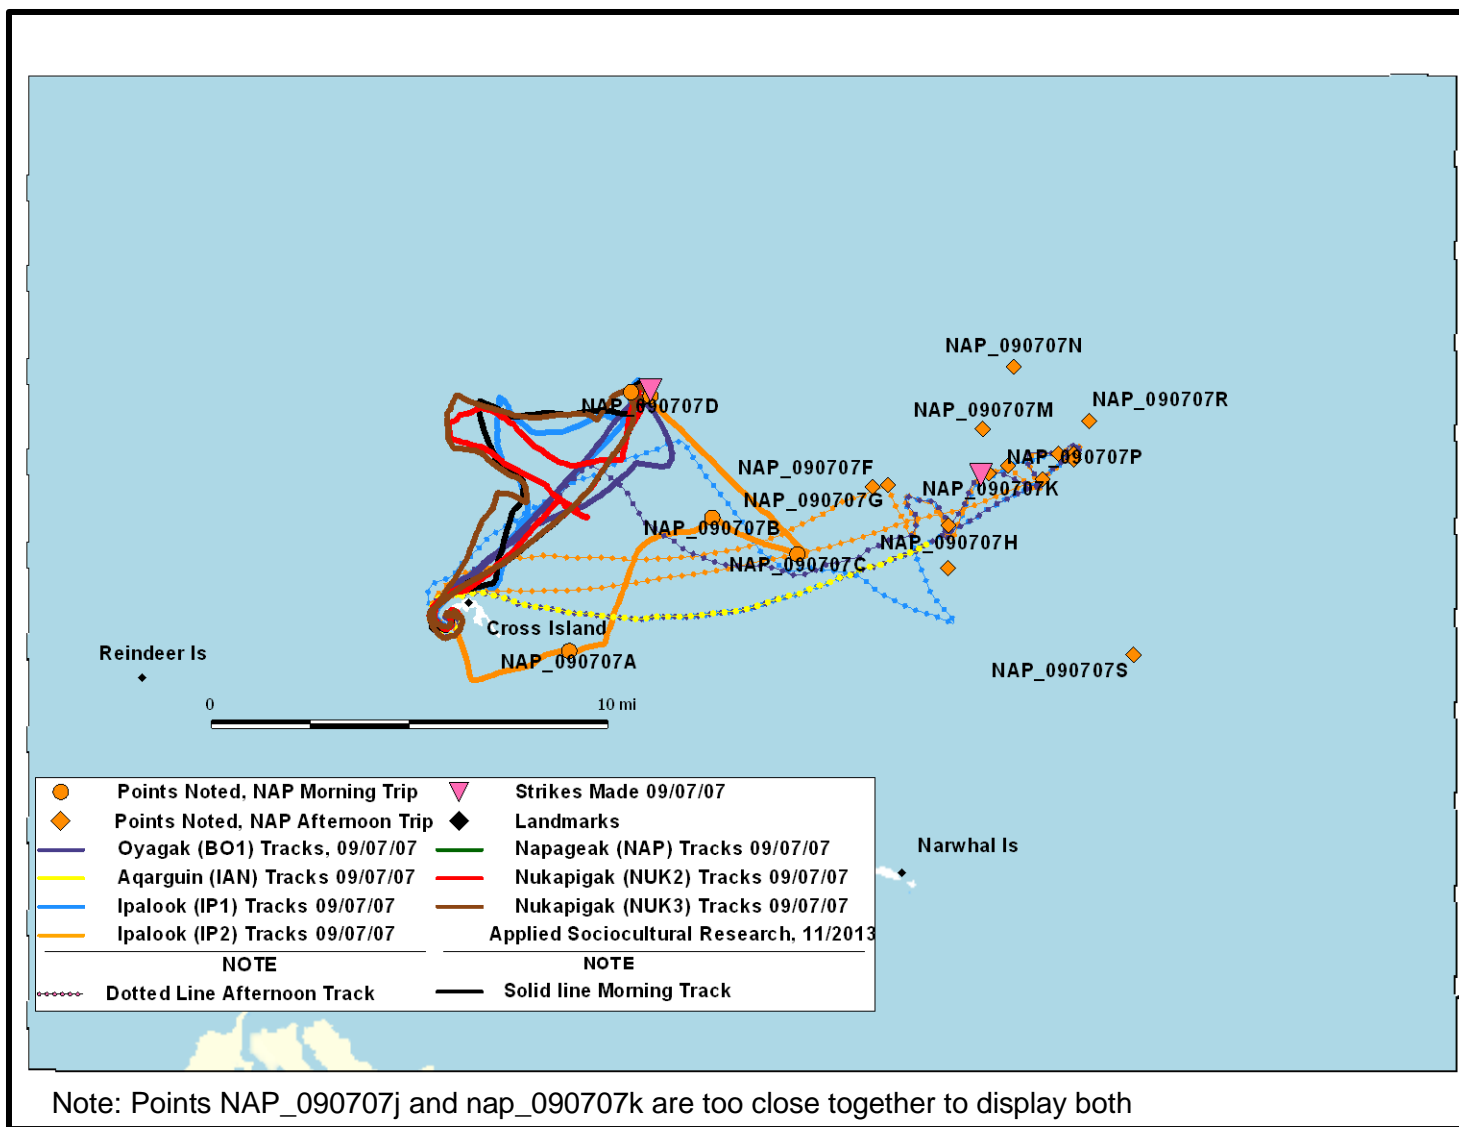 NAP_090707N
NAP_090707R
NAP_090707D
NAP_090707M
NAP_090707F
NAP_090707P
NAP_090707G
NAP_090707K
NAP_090707B
NAP_090707H
NAP_090707C
Cross Island
Reindeer Is
NAP_090707A
NAP_090707S
0 10 mi
Points Noted, NAP Morning Trip
Strikes Made 09/07/07
Points Noted, NAP Afternoon Trip
Landmarks
Oyagak (BO1) Tracks, 09/07/07
Napageak (NAP) Tracks 09/07/07
Narwhal Is
Aqarguin (IAN) Tracks 09/07/07
Nukapigak (NUK2) Tracks 09/07/07
Ipalook (IP1) Tracks 09/07/07
Nukapigak (NUK3) Tracks 09/07/07
Ipalook (IP2) Tracks 09/07/07
Applied Sociocultural Research, 11/2013
NOTE
NOTE
Dotted Line Afternoon Track
Solid line Morning Track
Note: Points NAP_090707j and nap_090707k are too close together to display both